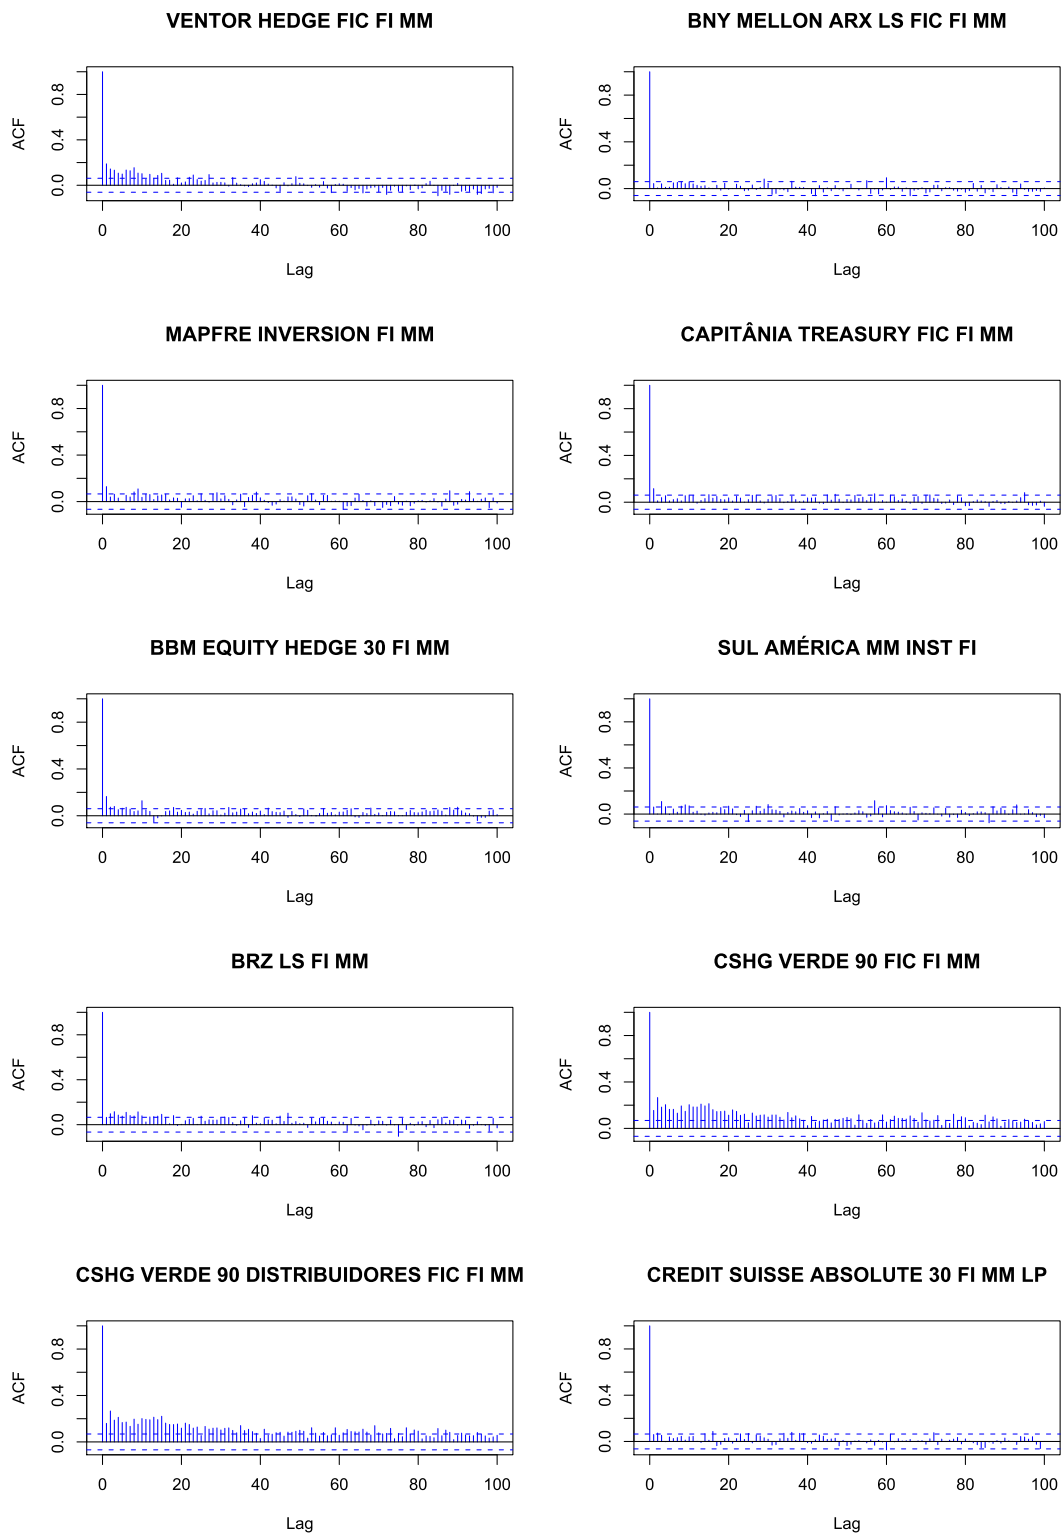 VENTOR HEDGE FIC FI MM
ACF
0.0 0.4 0.8
0 20 40 60 80 100
Lag
BNY MELLON ARX LS FIC FI MM
ACF
0.0 0.4 0.8
0 20 40 60 80 100
Lag
MAPFRE INVERSION FI MM
ACF
0.0 0.4 0.8
0 20 40 60 80 100
Lag
CAPITÂNIA TREASURY FIC FI MM
ACF
0.0 0.4 0.8
0 20 40 60 80 100
Lag
BBM EQUITY HEDGE 30 FI MM
ACF
0.0 0.4 0.8
0 20 40 60 80 100
Lag
SUL AMÉRICA MM INST FI
ACF
0.0 0.4 0.8
0 20 40 60 80 100
Lag
BRZ LS FI MM
ACF
0.0 0.4 0.8
0 20 40 60 80 100
Lag
CSHG VERDE 90 FIC FI MM
ACF
0.0 0.4 0.8
0 20 40 60 80 100
Lag
CSHG VERDE 90 DISTRIBUIDORES FIC FI MM
ACF
0.0 0.4 0.8
0 20 40 60 80 100
Lag
CREDIT SUISSE ABSOLUTE 30 FI MM LP
ACF
0.0 0.4 0.8
0 20 40 60 80 100
Lag